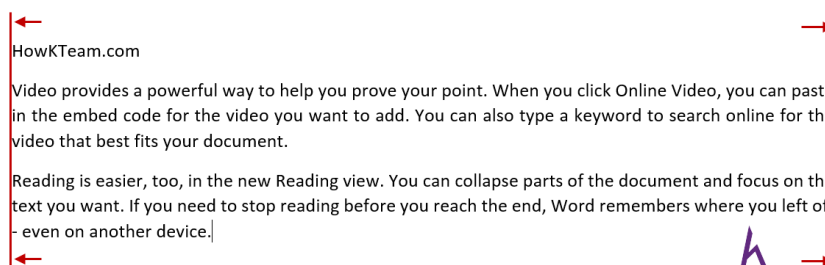 HowKTeam.com
Video provides a powerful way to help you prove your point. When you click Online Video, you can past
in the embed code for the video you want to add. You can also type a keyword to search online for th
video that best fits your document.
Reading is easier, too, in the new Reading view. You can collapse parts of the document and focus on th
text you want. If you need to stop reading before you reach the end, Word remembers where you left of
- even on another device.